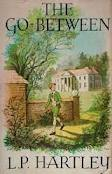 THE
GO-BETWEEN
L.P. HARTLEY